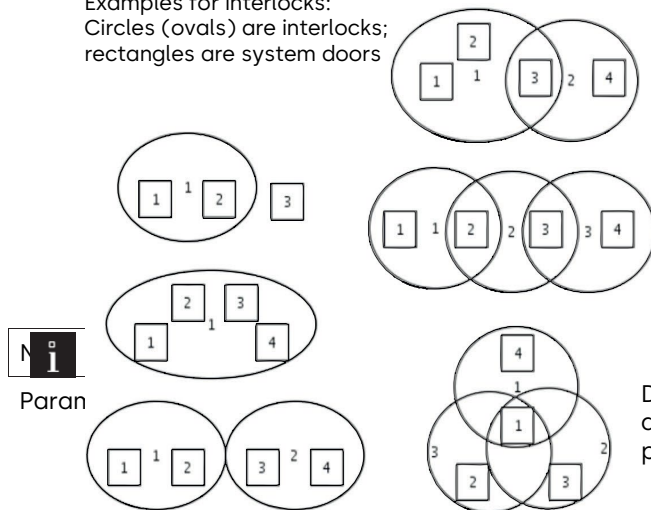 Examples for interlocks:
Circles (ovals) are interlocks;
rectangles are system doors
2
1 1 3 2 4
1 1 2 3
1 1 2 2 3 3 4
2 3
1
1 4
i
4
1
1
3 2
2 3
1 1 2 3 2 4